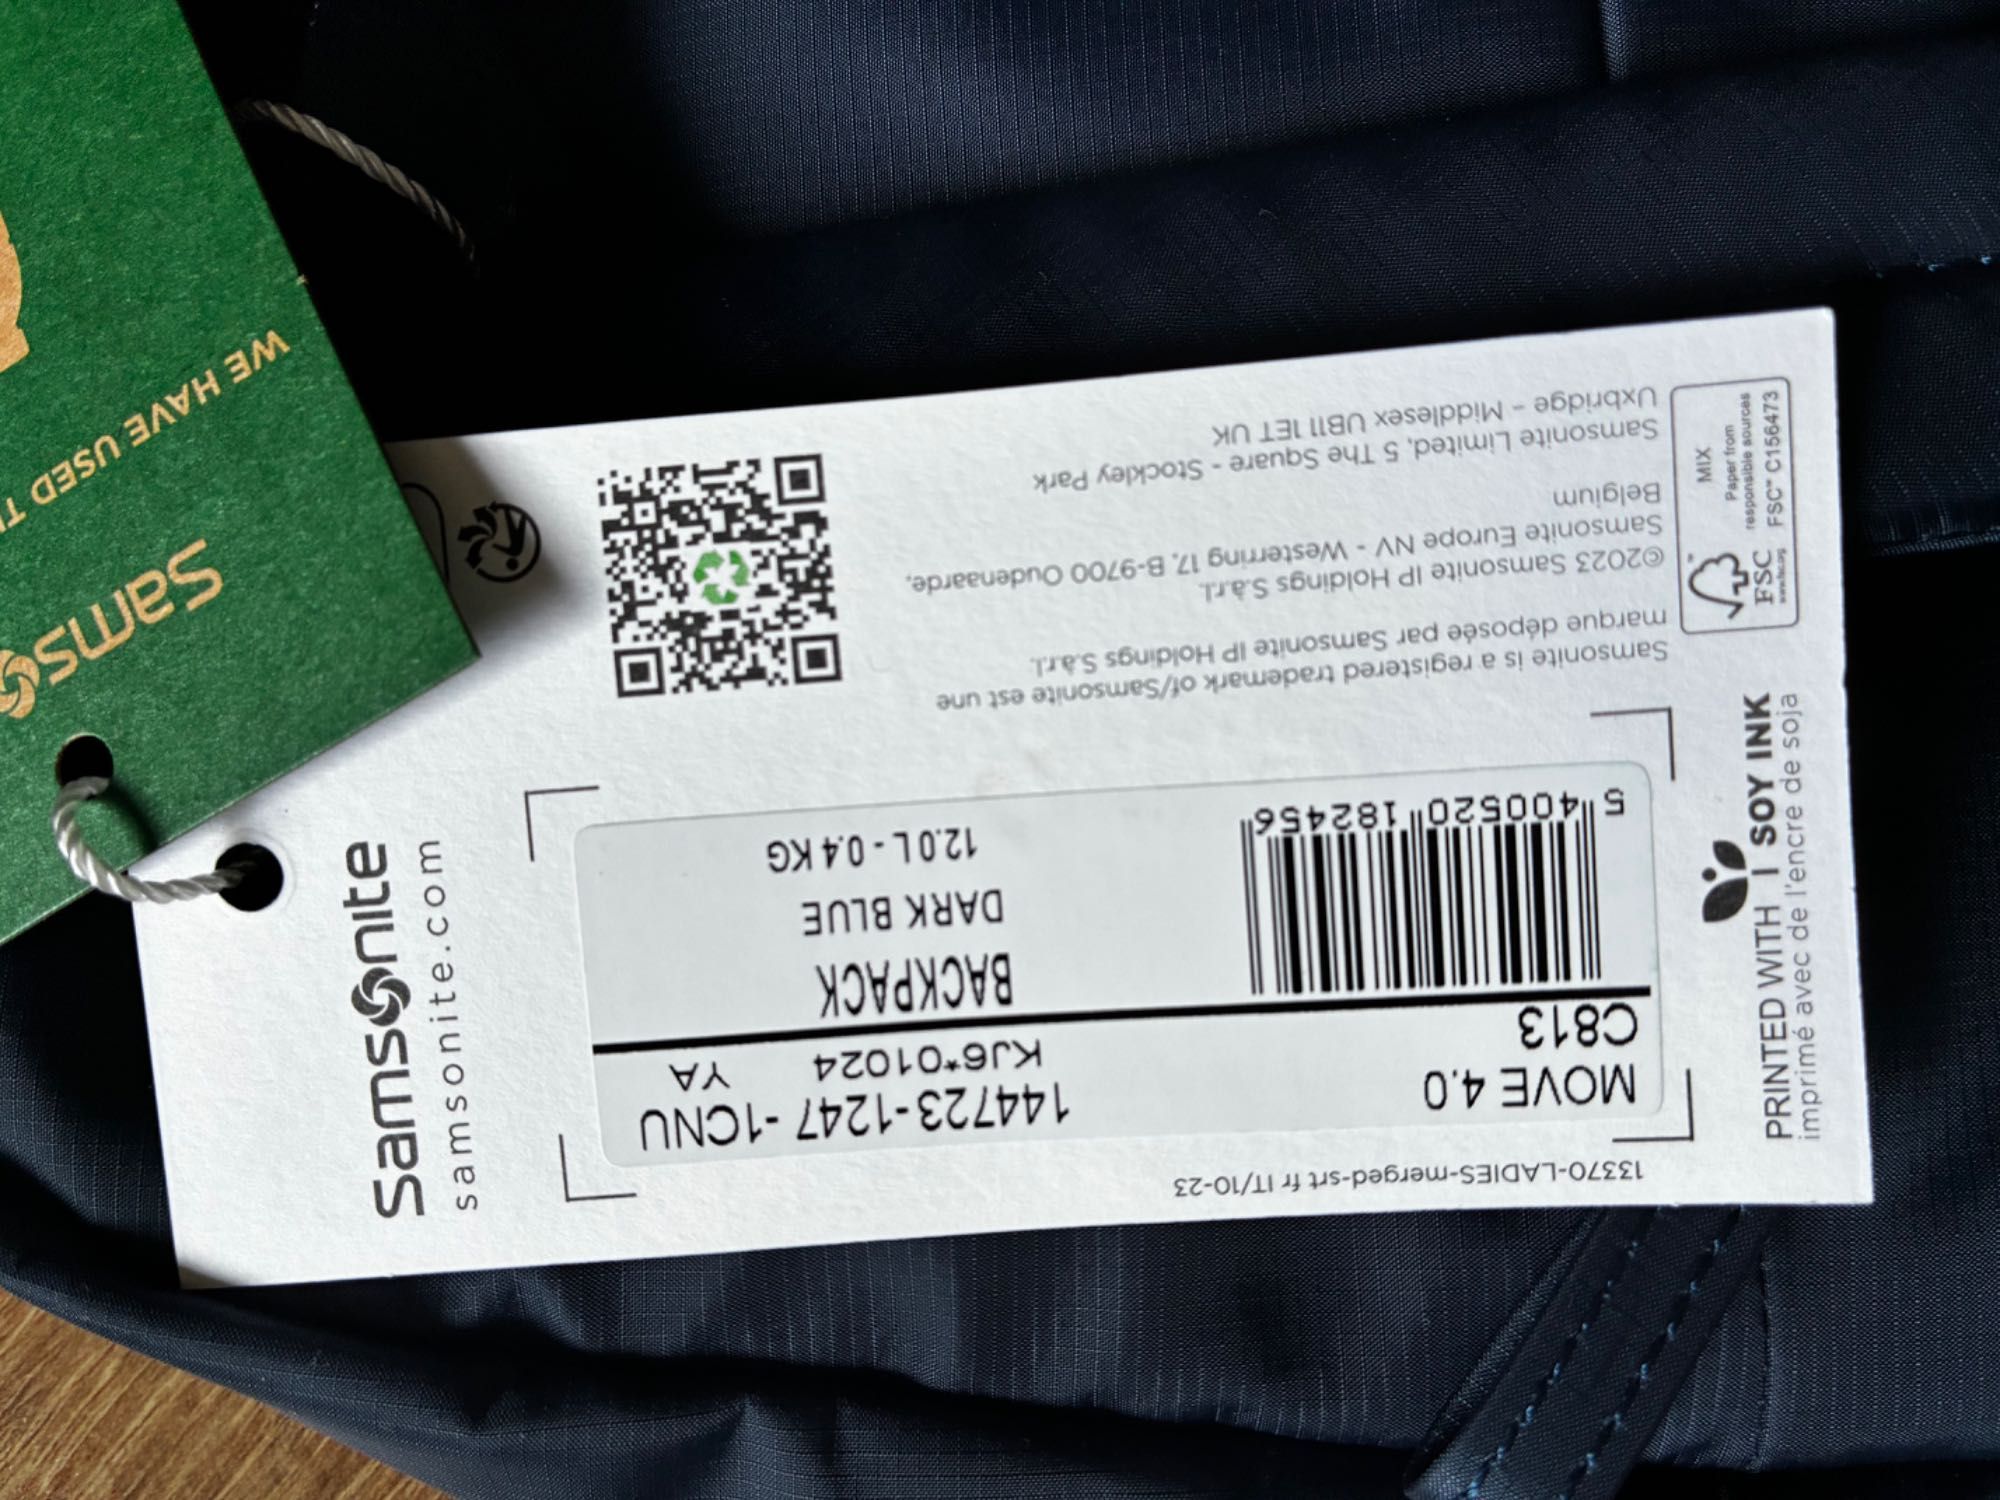 13370-LADIES-merged-srt fr IT/10-23
MOVE 4.0 144723-1247 -1CNU
C813 KJ6*01024 YA
BACKPACK
DARK BLUE
12.0L - 0.4 KG
5 400520 182456
Samsonite is a registered trademark of/Samsonite est une
marque déposée par Samsonite IP Holdings S.à.r.l.
©2023 Samsonite IP Holdings S.à.r.l.
Samsonite Europe NV - Westerring 17, B-9700 Oudenaarde,
Belgium
Samsonite Limited, 5 The Square - Stockley Park
Uxbridge - Middlesex UB11 1ET UK
Samsonite
samsonite.com
PRINTED WITH | SOY INK
imprimé avec de l'encre de soja
MIX
Paper from
responsible sources
FSC™ C156473
FSC
www.fsc.org
Samso
WE HAVE USED